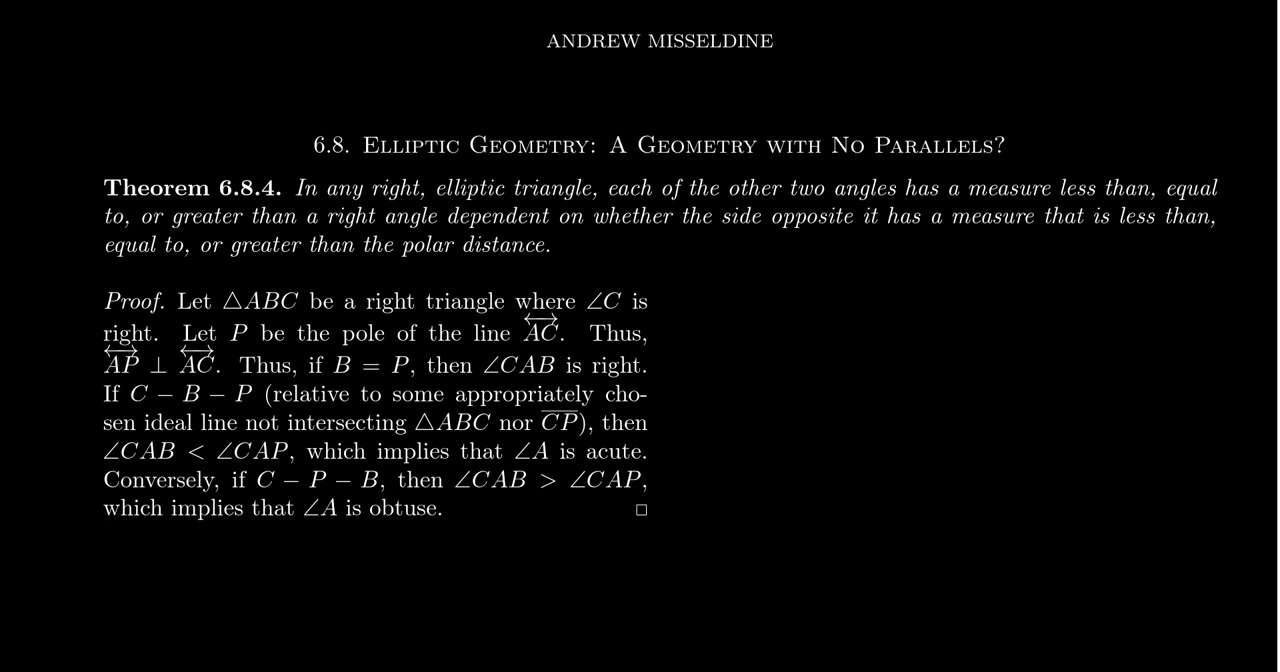 ANDREW MISSELDINE
6.8. Elliptic Geometry: A Geometry with No Parallels?
Theorem 6.8.4. In any right, elliptic triangle, each of the other two angles has a measure less than, equal
to, or greater than a right angle dependent on whether the side opposite it has a measure that is less than,
equal to, or greater than the polar distance.
Proof. Let △ABC be a right triangle where ∠C is
right. Let P be the pole of the line \overleftrightarrow{AC}. Thus,
\overleftrightarrow{AP} ⊥ \overleftrightarrow{AC}. Thus, if B = P, then ∠CAB is right.
If C − B − P (relative to some appropriately cho-
sen ideal line not intersecting △ABC nor \overline{CP}), then
∠CAB < ∠CAP, which implies that ∠A is acute.
Conversely, if C − P − B, then ∠CAB > ∠CAP,
which implies that ∠A is obtuse. □